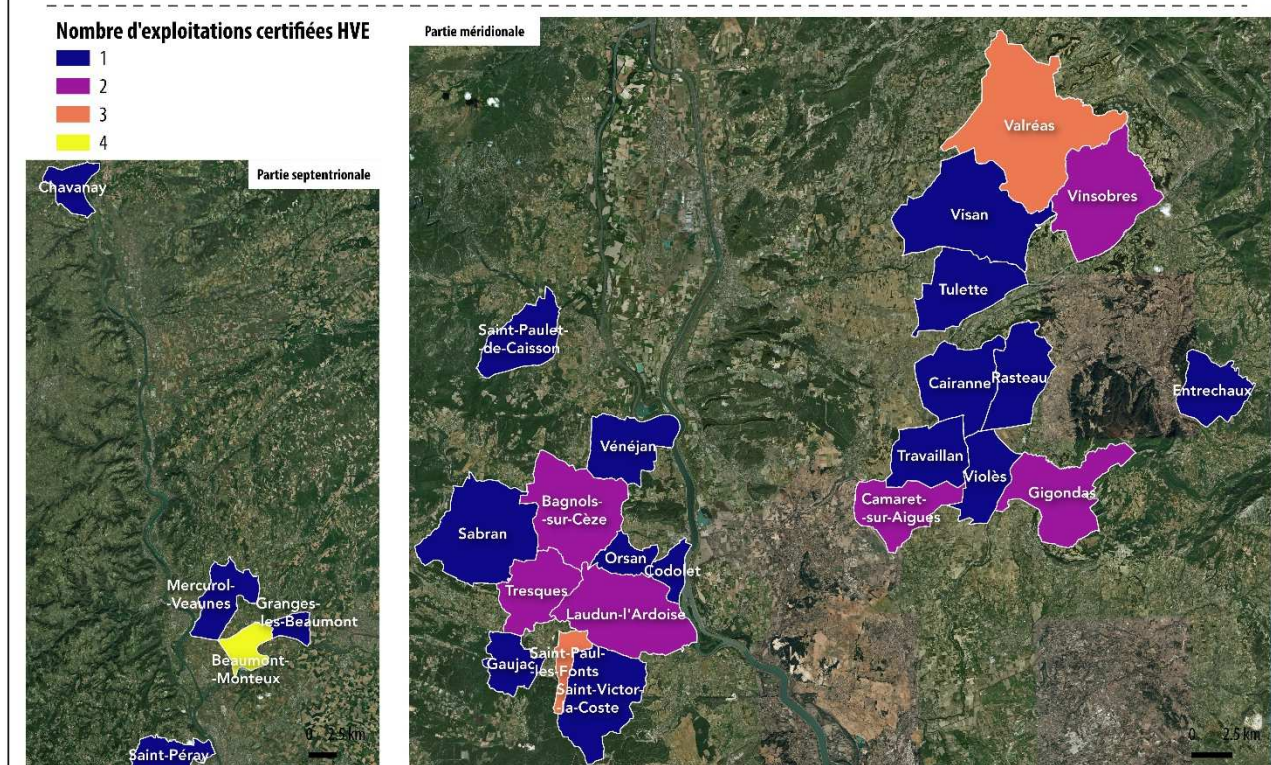 Nombre d'exploitations certifiées HVE
1
2
3
4
Partie septentrionale
Chavanay
Mercurol-
-Veaunes
Granges-
-les-Beaumont
Beaumont-
-Monteux
Saint-Péray
0 2.5 km
Partie méridionale
Valréas
Vinsobres
Visan
Tulette
Saint-Paulet-
-de-Caisson
Cairanne
Rasteau
Entrechaux
Vénéjan
Travaillan
Violès
Gigondas
Camaret-
-sur-Aigues
Bagnols-
-sur-Cèze
Sabran
Orsan
Codolet
Tresques
Laudun-l'Ardoise
Gaujac
Saint-Paul-
-les-Fonts
Saint-Victor-
-la-Coste
0 2.5 km